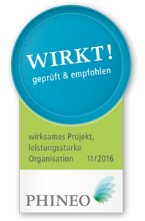 WIRKT!
geprüft & empfohlen
wirksames Projekt,
leistungsstarke
Organisation 11/2016
PHINEO